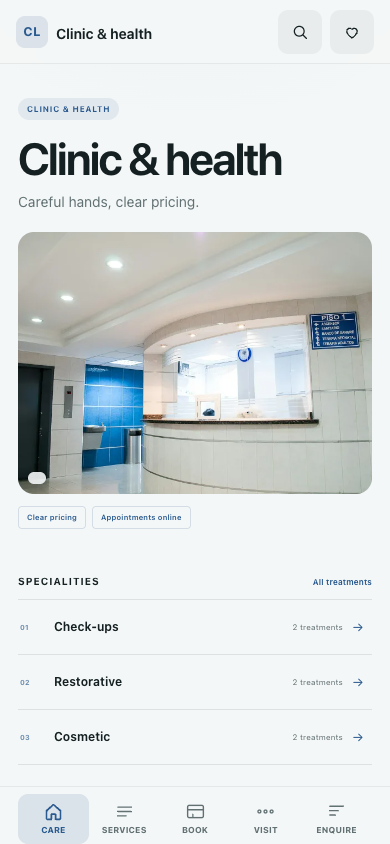 CL
Clinic & health
CLINIC & HEALTH
Clinic & health
Careful hands, clear pricing.
PISO 1
Clear pricing
Appointments online
SPECIALITIES
All treatments
01
Check-ups
2 treatments
02
Restorative
2 treatments
03
Cosmetic
2 treatments
CARE
SERVICES
BOOK
VISIT
ENQUIRE